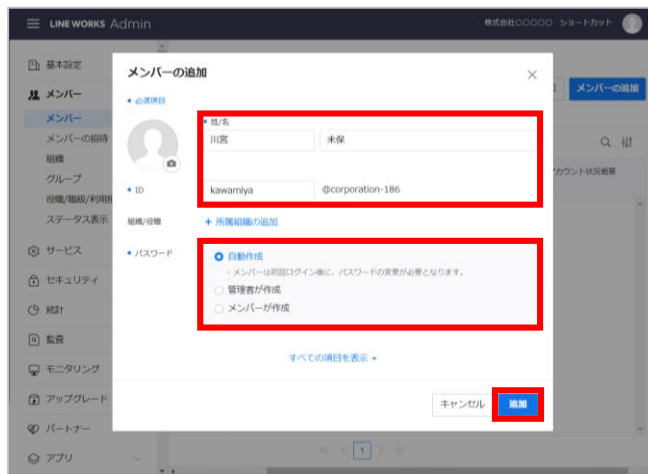 LINE WORKS Admin
株式会社〇〇〇〇〇 ショートカット
基本設定
メンバー
メンバー
メンバーの招待
組織
グループ
役職/職級/利用
ステータス表示
サービス
セキュリティ
統計
監査
モニタリング
アップグレード
パートナー
アプリ
メンバーの追加
アカウント状況概要
メンバーの追加
必須項目
姓/名
川宮 未保
ID
kawamiya @corporation-186
組織/役職
+ 所属組織の追加
パスワード
自動作成
・メンバーは初回ログイン後に、パスワードの変更が必要となります。
管理者が作成
メンバーが作成
すべての項目を表示
キャンセル 追加
1